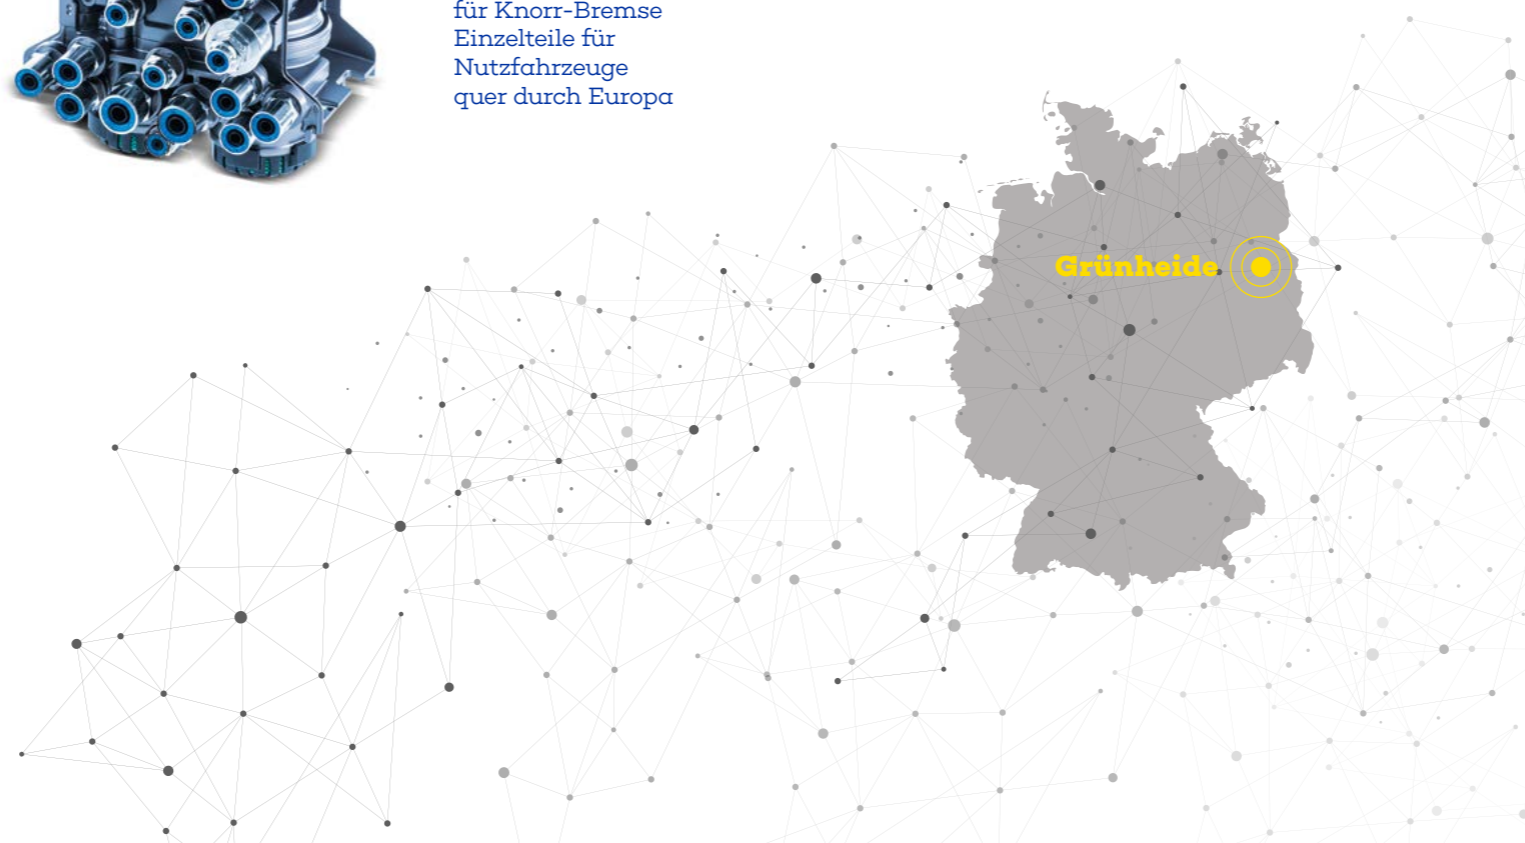 für Knorr-Bremse
Einzelteile für
Nutzfahrzeuge
quer durch Europa
Grünheide